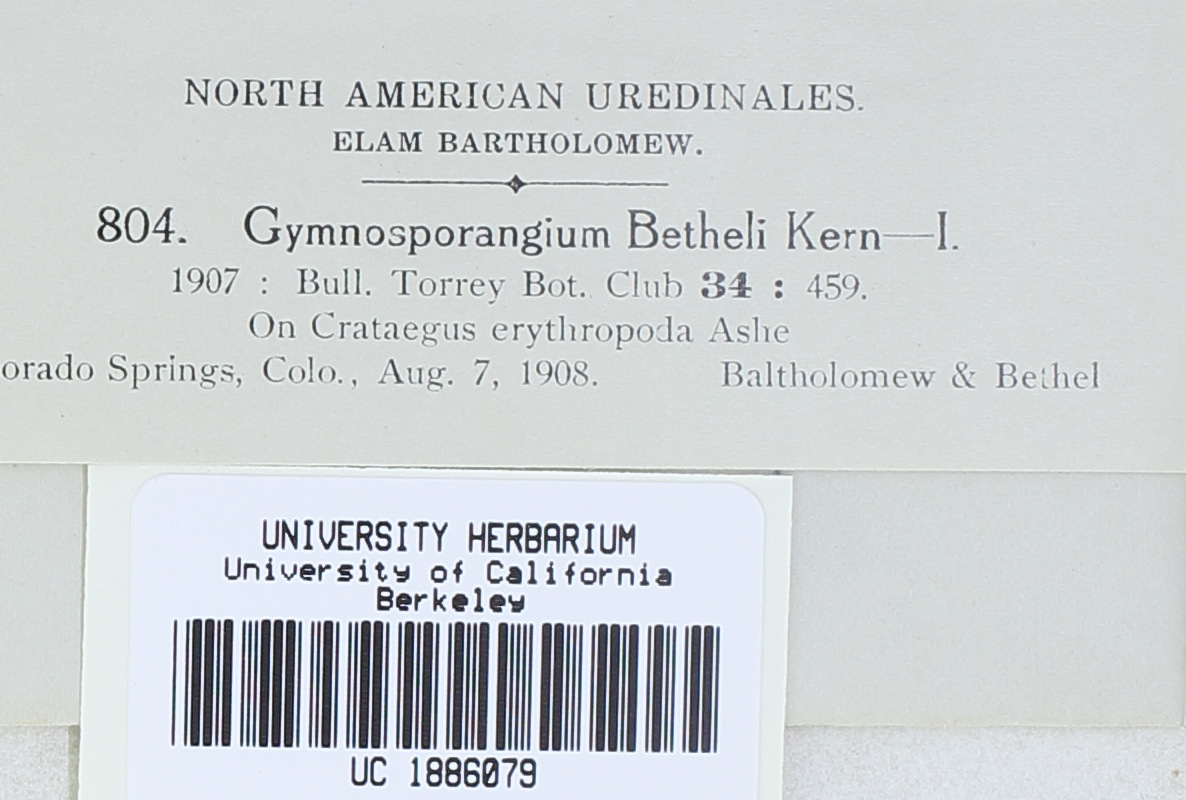 NORTH AMERICAN UREDINALES.
ELAM BARTHOLOMEW.
804. Gymnosporangium Betheli Kern—I.
1907 : Bull. Torrey Bot. Club 34 : 459.
On Crataegus erythropoda Ashe
orado Springs, Colo., Aug. 7, 1908. Baltholomew & Bethel
UNIVERSITY HERBARIUM
University of California
Berkeley
UC 1886079